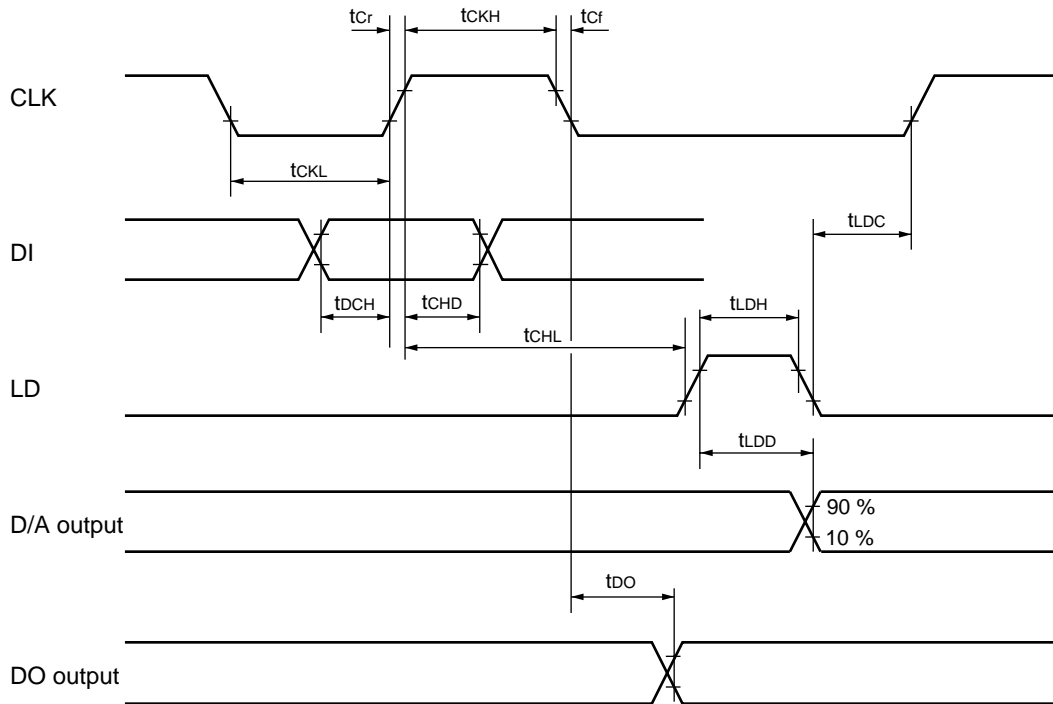 tCr tCKH tCf
CLK
tCKL
tLDC
DI
tDCH tCHD tLDH
tCHL
LD
tLDD
90 %
D/A output
10 %
tDO
DO output